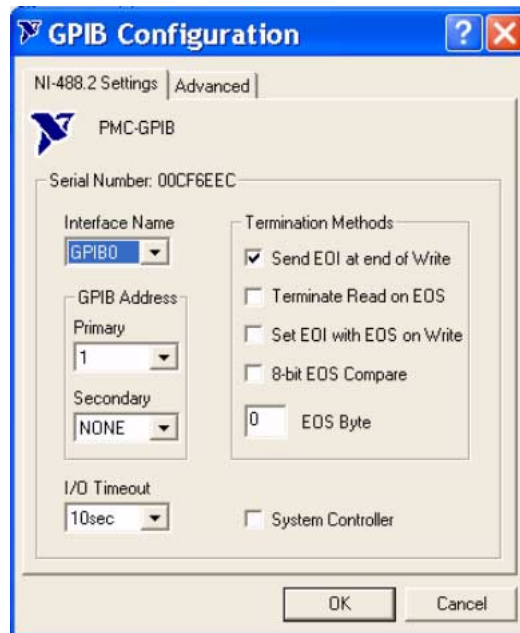 GPIB Configuration
NI-488.2 Settings
Advanced
PMC-GPIB
Serial Number: 00CF6EEC
Interface Name
GPIB0
GPIB Address
Primary
1
Secondary
NONE
I/O Timeout
10sec
Termination Methods
Send EOI at end of Write
Terminate Read on EOS
Set EOI with EOS on Write
8-bit EOS Compare
0 EOS Byte
System Controller
OK
Cancel